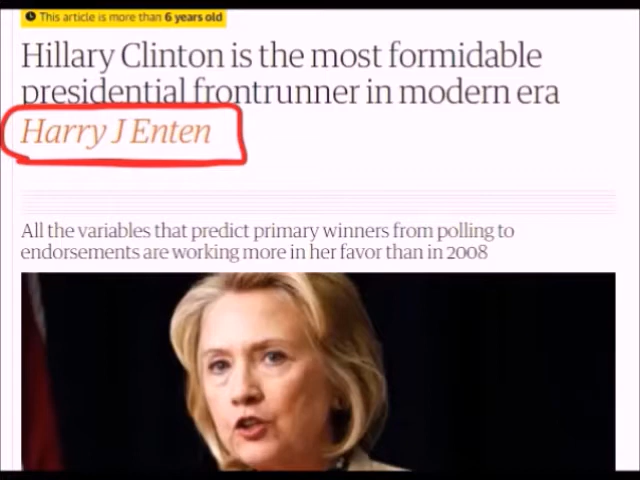 This article is more than 6 years old
Hillary Clinton is the most formidable
presidential frontrunner in modern era
Harry J Enten
All the variables that predict primary winners from polling to
endorsements are working more in her favor than in 2008